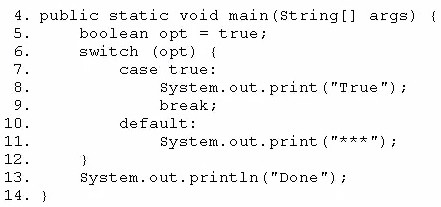 4. public static void main(String[] args) {
5.     boolean opt = true;
6.     switch (opt) {
7.         case true:
8.             System.out.print("True");
9.             break;
10.         default:
11.             System.out.print("***");
12.     }
13.     System.out.println("Done");
14. }